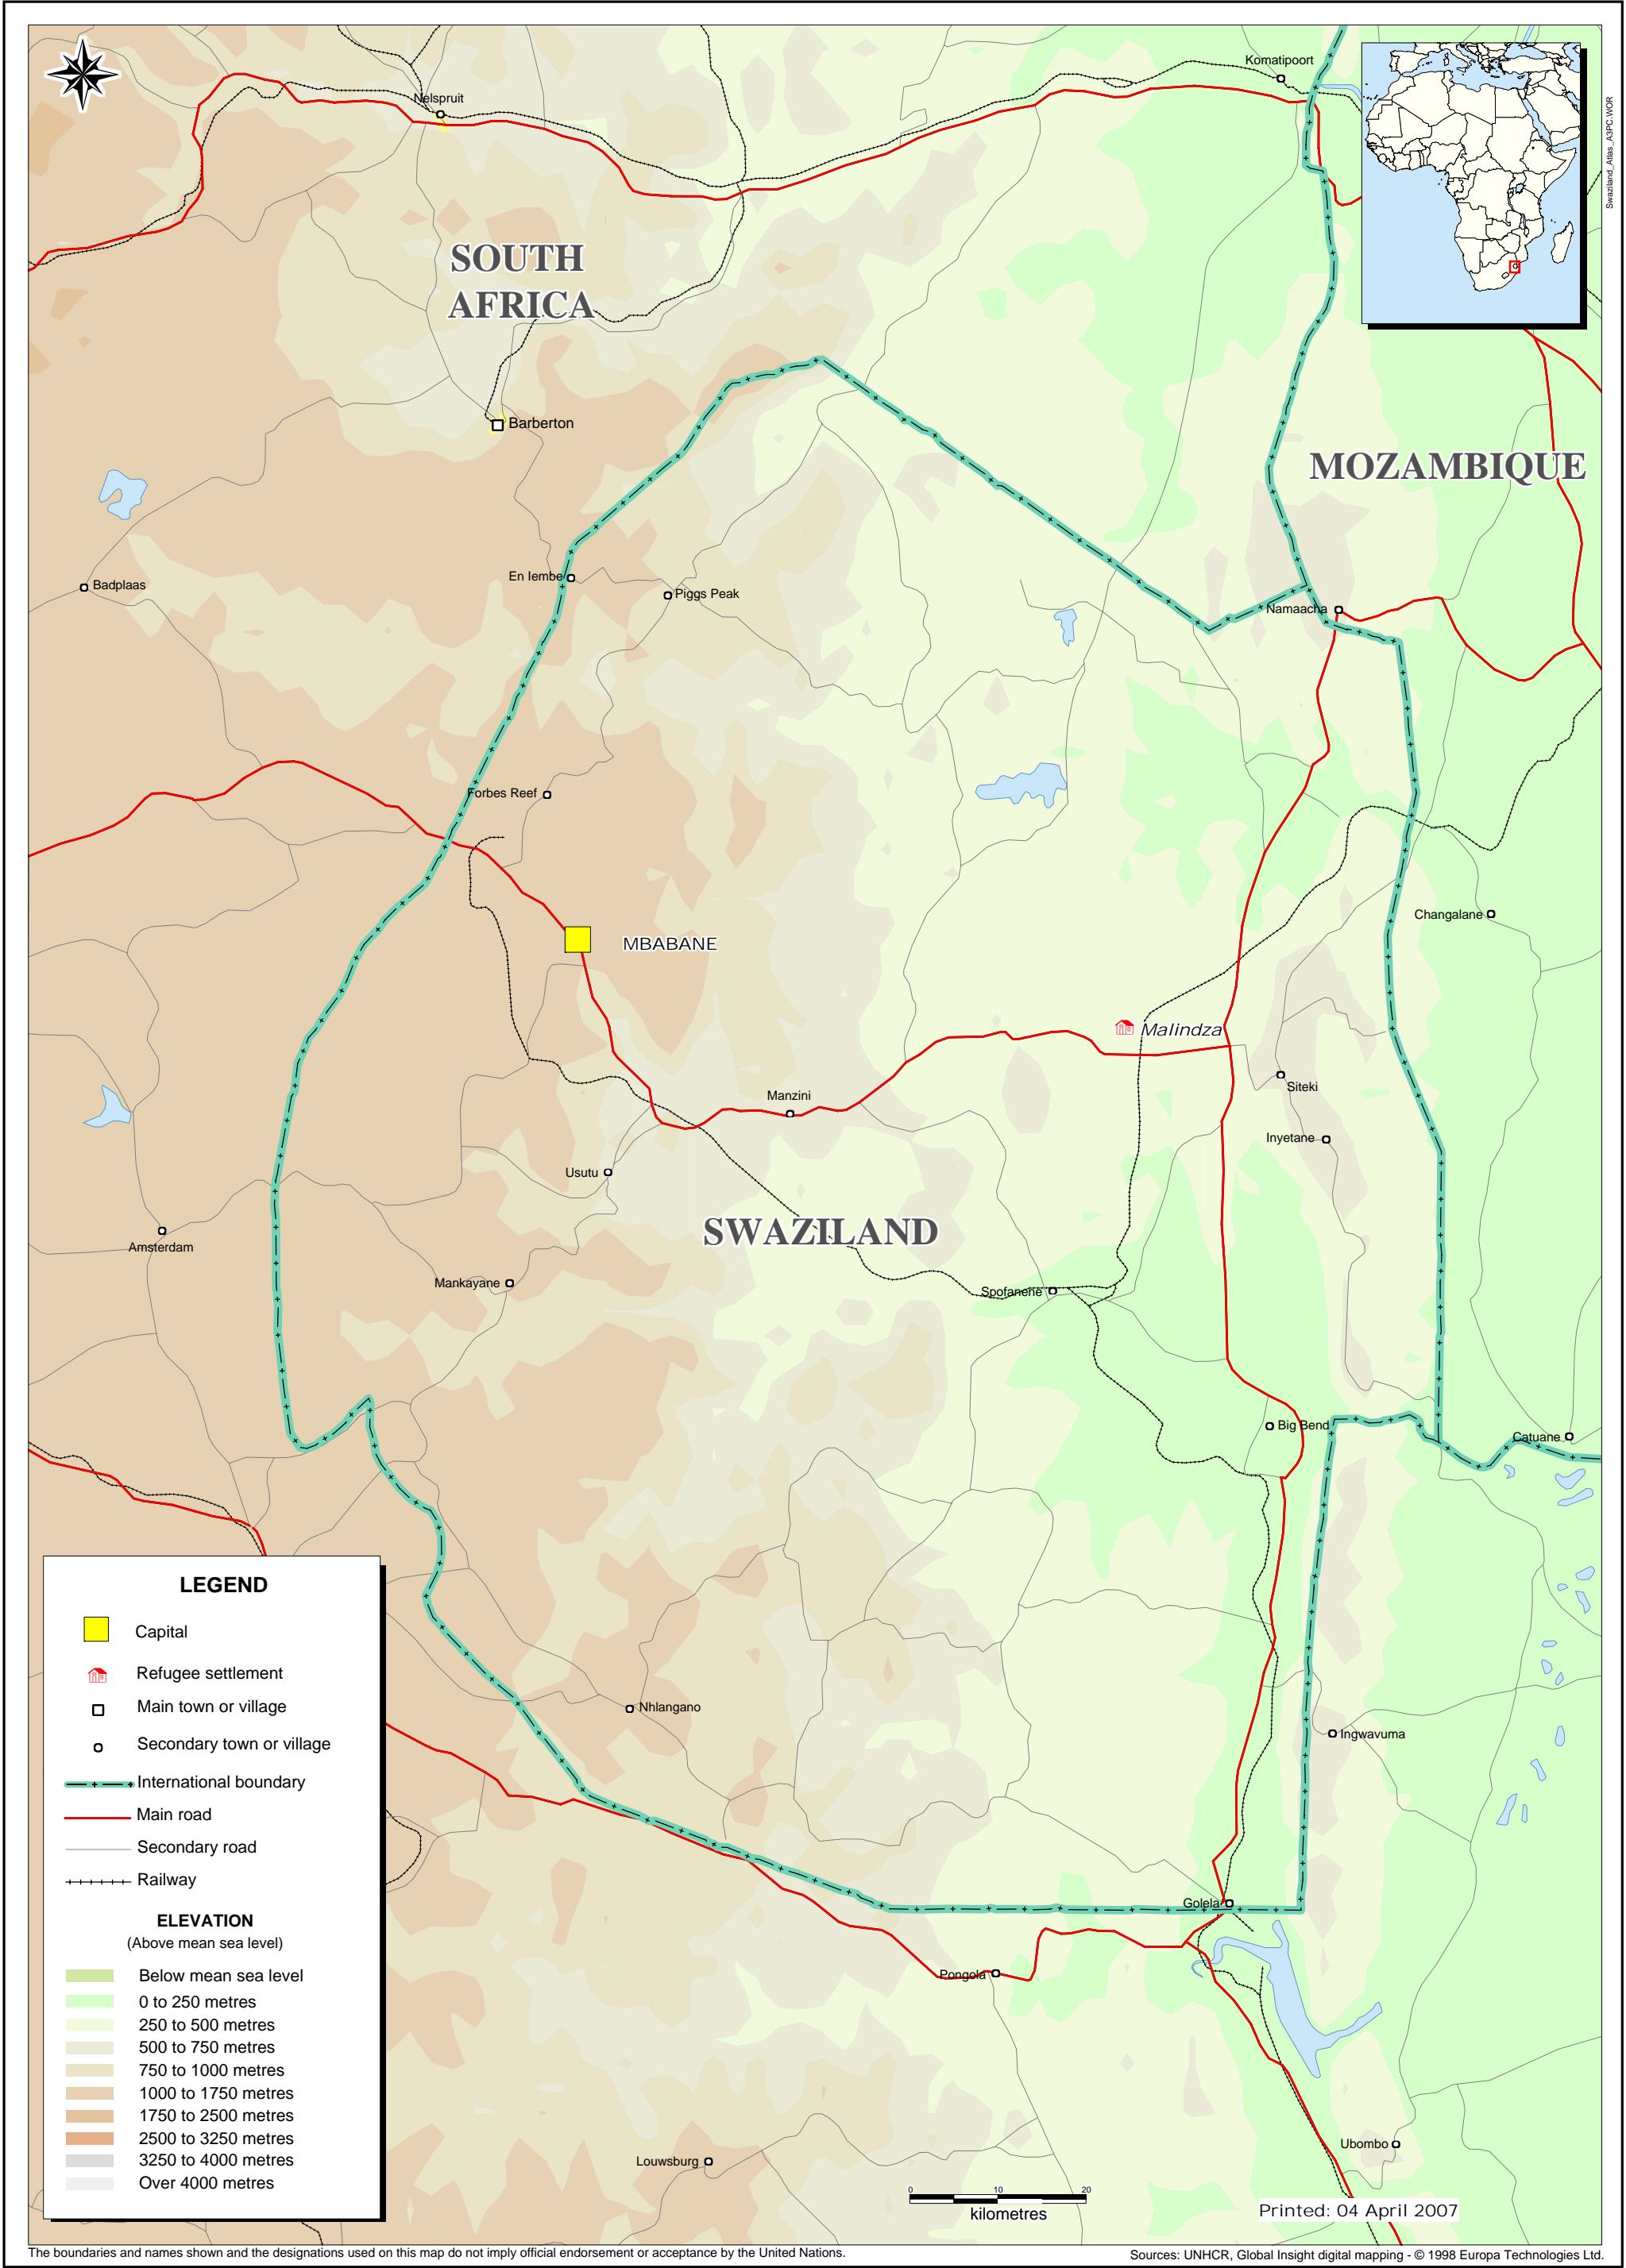 Komatipoort
Nelspruit
Swaziland_Atlas_A3PC.WOR
SOUTH
AFRICA
Barberton
MOZAMBIQUE
En Iembe
Badplaas
Piggs Peak
Namaacha
Forbes Reef
Changalane
MBABANE
Malindza
Siteki
Manzini
Inyetane
Usutu
SWAZILAND
Amsterdam
Mankayane
Spofanene
Big Bend
Catuane
LEGEND
Capital
Refugee settlement
Main town or village
Secondary town or village
International boundary
Main road
Secondary road
Railway
ELEVATION
(Above mean sea level)
Below mean sea level
0 to 250 metres
250 to 500 metres
500 to 750 metres
750 to 1000 metres
1000 to 1750 metres
1750 to 2500 metres
2500 to 3250 metres
3250 to 4000 metres
Over 4000 metres
Nhlangano
Ingwavuma
Golela
Pongola
Ubombo
Louwsburg
0 10 20
kilometres
Printed: 04 April 2007
The boundaries and names shown and the designations used on this map do not imply official endorsement or acceptance by the United Nations.
Sources: UNHCR, Global Insight digital mapping - © 1998 Europa Technologies Ltd.